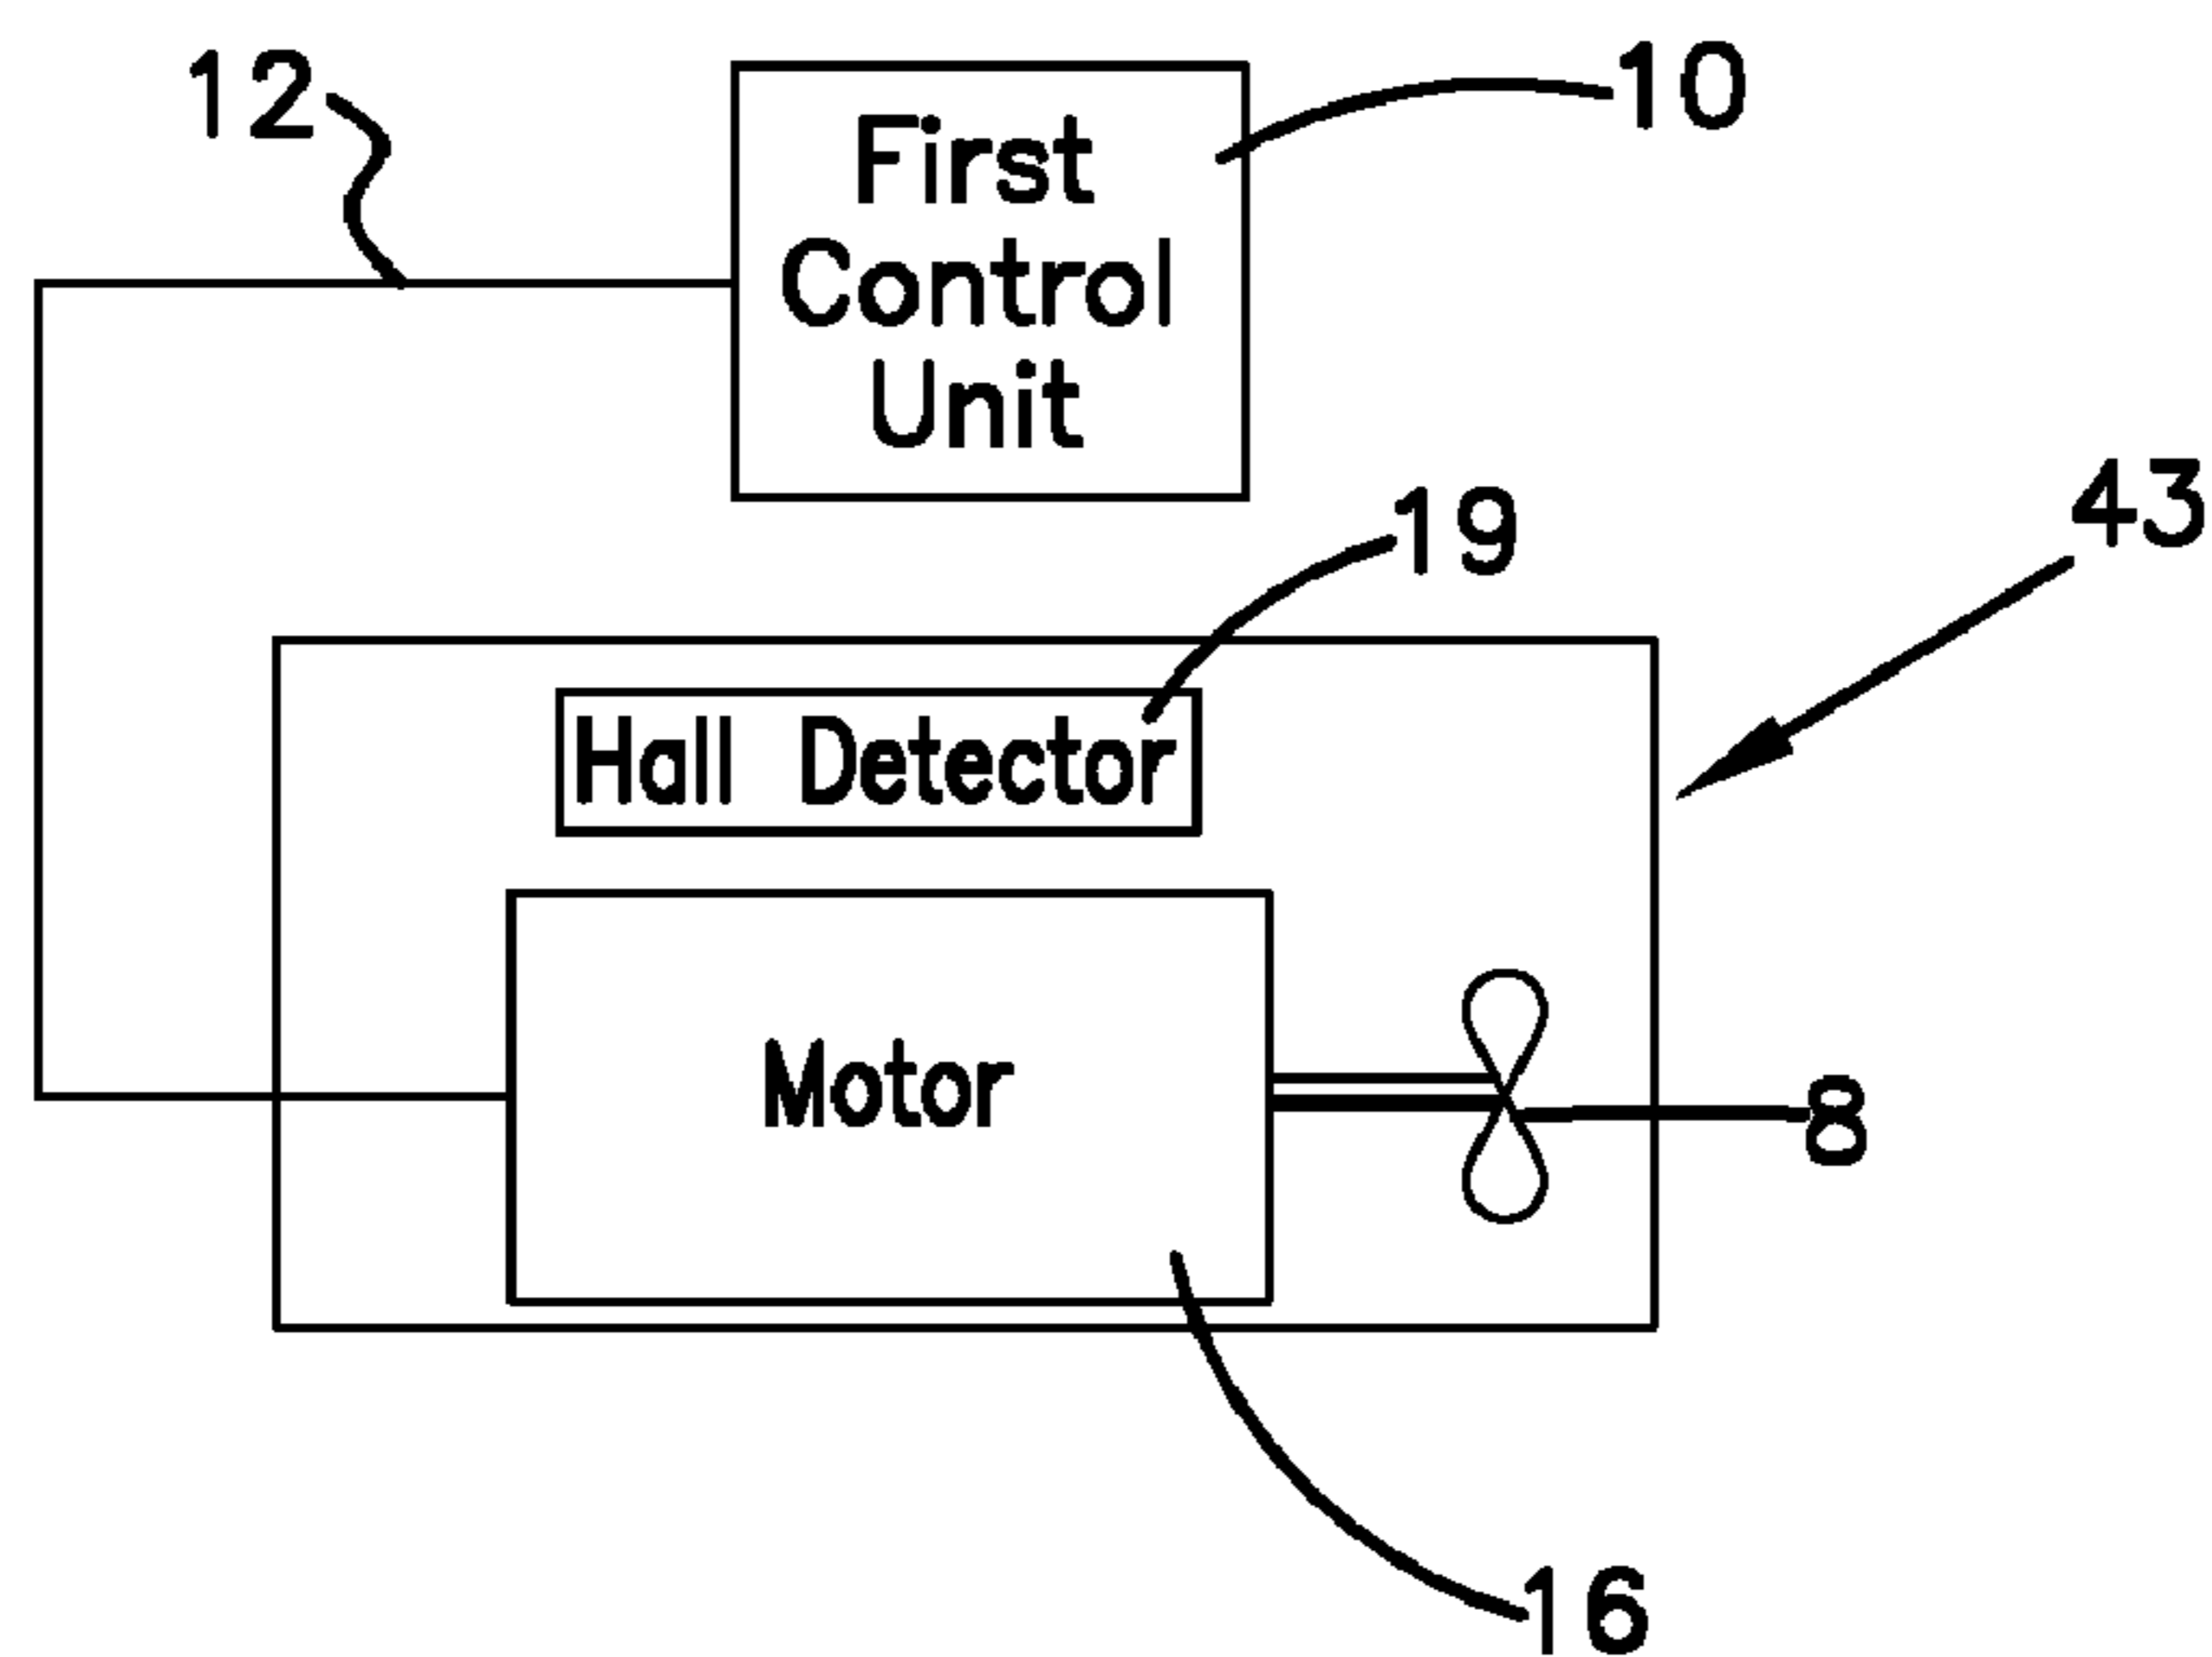 12
10
First
Control
Unit
19
43
Hall Detector
Motor
8
16